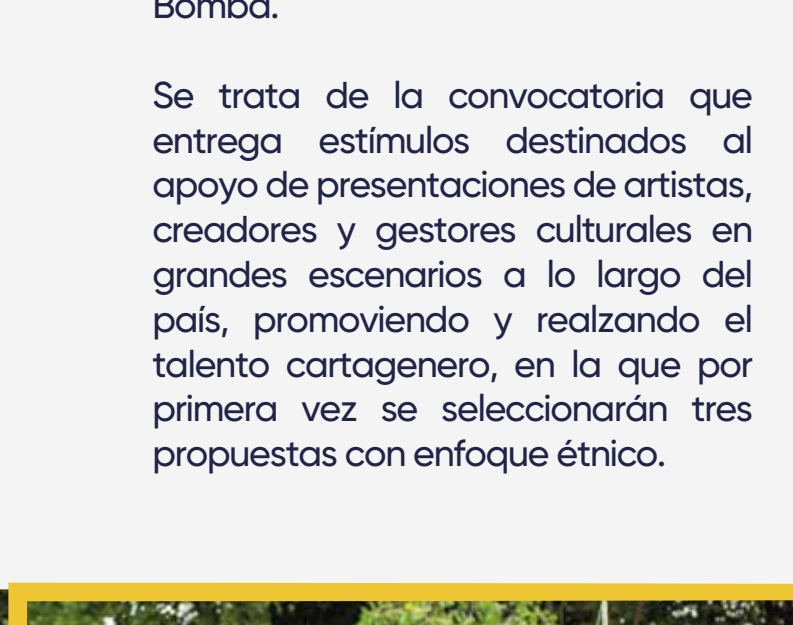 Bomba.
Se trata de la convocatoria que
entrega estímulos destinados al
apoyo de presentaciones de artistas,
creadores y gestores culturales en
grandes escenarios a lo largo del
país, promoviendo y realzando el
talento cartagenero, en la que por
primera vez se seleccionarán tres
propuestas con enfoque étnico.